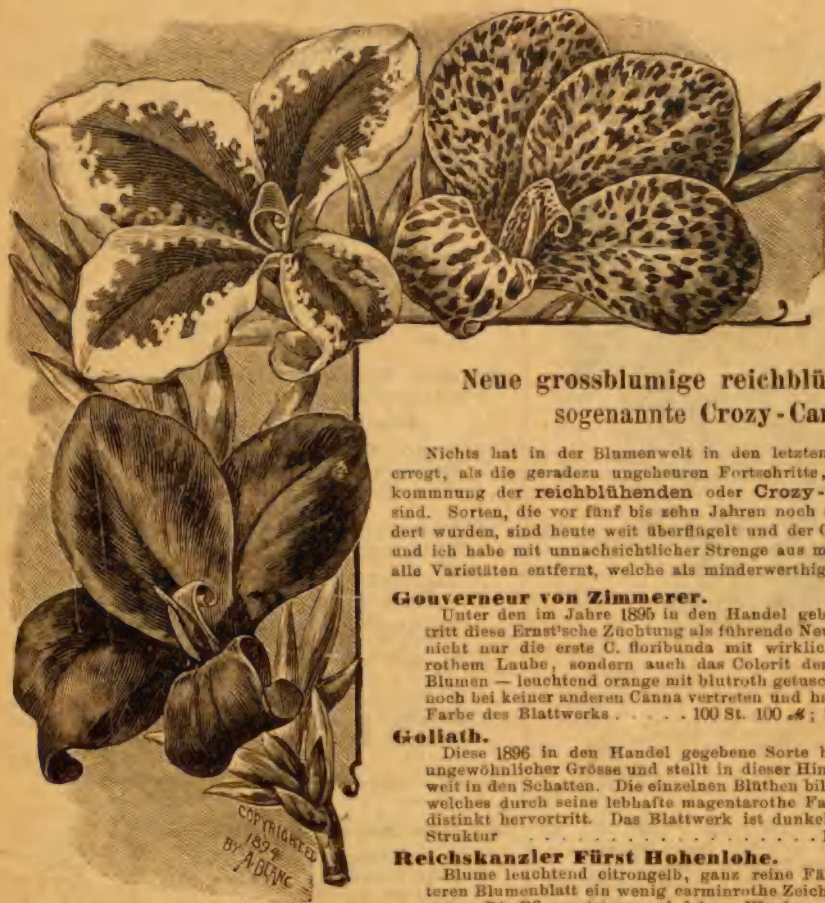 Neue grossblumige reichblü
sogenannte Crozy-Can
Nichts hat in der Blumenwelt in den letzten
erregt, als die geradezu ungeheuren Fortschritte,
kommnung der reichblühenden oder Crozy-
sind. Sorten, die vor fünf bis zehn Jahren noch
dert wurden, sind heute weit überflügelt und der
und ich habe mit unnachsichtlicher Strenge aus m
alle Varietäten entfernt, welche als minderwerthig
Gouverneur von Zimmerer.
Unter den im Jahre 1895 in den Handel geb
tritt diese Ernst'sche Züchtung als führende Neu
nicht nur die erste C. floribunda mit wirklic
rothem Laube, sondern auch das Colorit der
Blumen — leuchtend orange mit blutroth getusc
noch bei keiner anderen Canna vertreten und ha
Farbe des Blattwerks . . . . . 100 St. 100 ℳ;
Goliath.
Diese 1896 in den Handel gegebene Sorte h
ungewöhnlicher Grösse und stellt in dieser Hin
weit in den Schatten. Die einzelnen Blüthen bil
welches durch seine lebhafte magentarothe Fa
distinkt hervortritt. Das Blattwerk ist dunkel
Struktur . . . . . . . . . . . . . . . .
Reichskanzler Fürst Hohenlohe.
Blume leuchtend citrongelb, ganz reine Fä
teren Blumenblatt ein wenig carminrothe Zeich
COPYRIGHTED
1894
BY A. BLANC